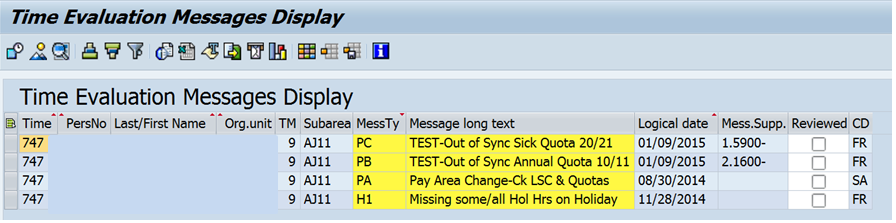 Time Evaluation Messages Display
Time Evaluation Messages Display
Time PersNo Last/First Name Org.unit TM Subarea MessTy Message long text Logical date Mess.Supp. Reviewed CD
747 9 AJ11 PC TEST-Out of Sync Sick Quota 20/21 01/09/2015 1.5900- FR
747 9 AJ11 PB TEST-Out of Sync Annual Quota 10/11 01/09/2015 2.1600- FR
747 9 AJ11 PA Pay Area Change-Ck LSC & Quotas 08/30/2014 SA
747 9 AJ11 H1 Missing some/all Hol Hrs on Holiday 11/28/2014 FR